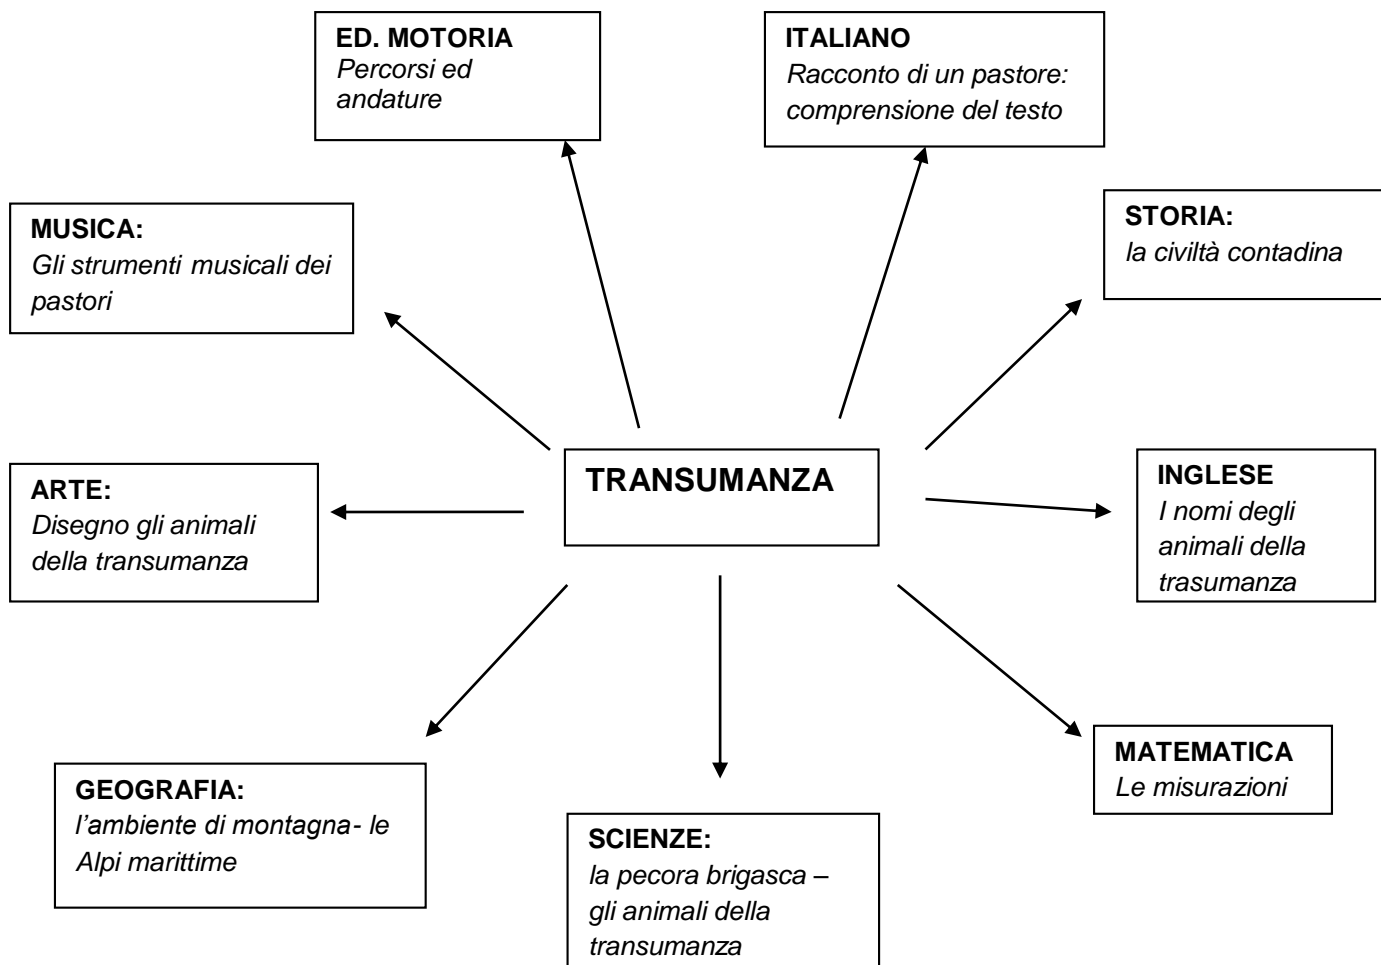 ED. MOTORIA
Percorsi ed
andature
ITALIANO
Racconto di un pastore:
comprensione del testo
MUSICA:
Gli strumenti musicali dei
pastori
STORIA:
la civiltà contadina
TRANSUMANZA
ARTE:
Disegno gli animali
della transumanza
INGLESE
I nomi degli
animali della
trasumanza
GEOGRAFIA:
l’ambiente di montagna- le
Alpi marittime
SCIENZE:
la pecora brigasca –
gli animali della
transumanza
MATEMATICA
Le misurazioni